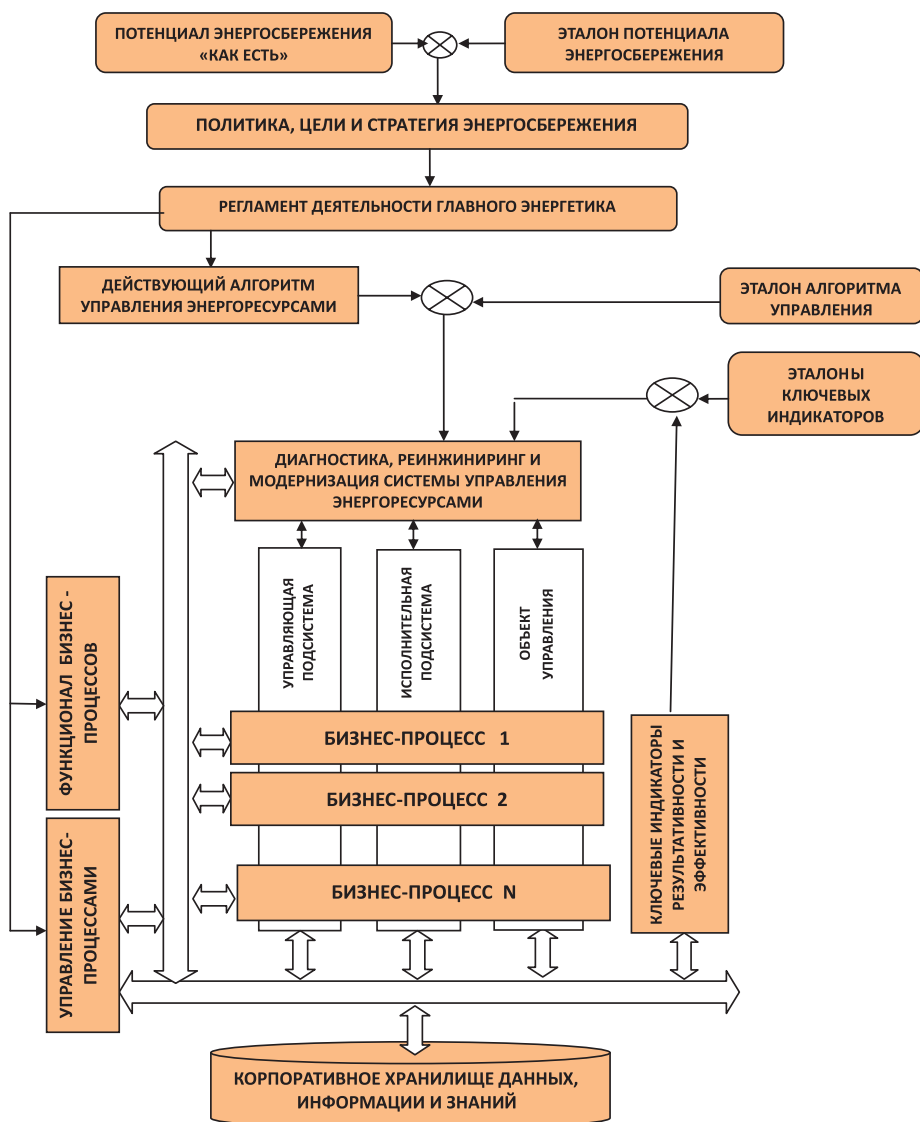 ПОТЕНЦИАЛ ЭНЕРГОСБЕРЕЖЕНИЯ
«КАК ЕСТЬ»
ЭТАЛОН ПОТЕНЦИАЛА
ЭНЕРГОСБЕРЕЖЕНИЯ
ПОЛИТИКА, ЦЕЛИ И СТРАТЕГИЯ ЭНЕРГОСБЕРЕЖЕНИЯ
РЕГЛАМЕНТ ДЕЯТЕЛЬНОСТИ ГЛАВНОГО ЭНЕРГЕТИКА
ДЕЙСТВУЮЩИЙ АЛГОРИТМ
УПРАВЛЕНИЯ ЭНЕРГОРЕСУРСАМИ
ЭТАЛОН АЛГОРИТМА
УПРАВЛЕНИЯ
ЭТАЛОНЫ
КЛЮЧЕВЫХ
ИНДИКАТОРОВ
ДИАГНОСТИКА, РЕИНЖИНИРИНГ И
МОДЕРНИЗАЦИЯ СИСТЕМЫ УПРАВЛЕНИЯ
ЭНЕРГОРЕСУРСАМИ
УПРАВЛЯЮЩАЯ
ПОДСИСТЕМА
ИСПОЛНИТЕЛЬНАЯ
ПОДСИСТЕМА
ОБЪЕКТ
УПРАВЛЕНИЯ
ФУНКЦИОНАЛ БИЗНЕС -
ПРОЦЕССОВ
БИЗНЕС-ПРОЦЕСС 1
БИЗНЕС-ПРОЦЕСС 2
БИЗНЕС-ПРОЦЕСС N
КЛЮЧЕВЫЕ ИНДИКАТОРЫ
РЕЗУЛЬТАТИВНОСТИ И
ЭФФЕКТИВНОСТИ
УПРАВЛЕНИЕ БИЗНЕС-
ПРОЦЕССАМИ
КОРПОРАТИВНОЕ ХРАНИЛИЩЕ ДАННЫХ,
ИНФОРМАЦИИ И ЗНАНИЙ